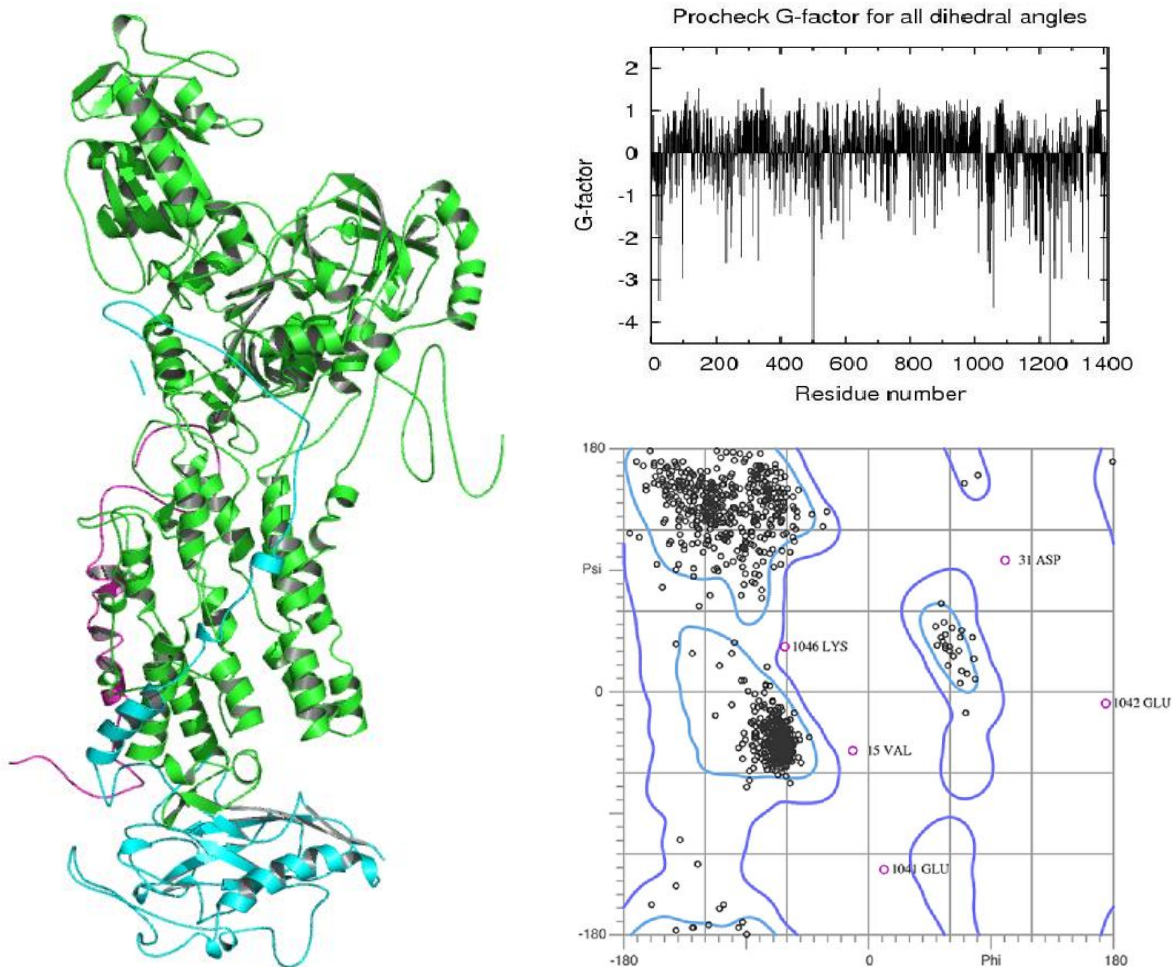 Procheck G-factor for all dihedral angles
2
1
0
-1
-2
-3
-4
G-factor
0 200 400 600 800 1000 1200 1400
Residue number
180
Psi
31 ASP
1046 LYS
0
1042 GLU
15 VAL
1041 GLU
-180
-180 0 Phi 180